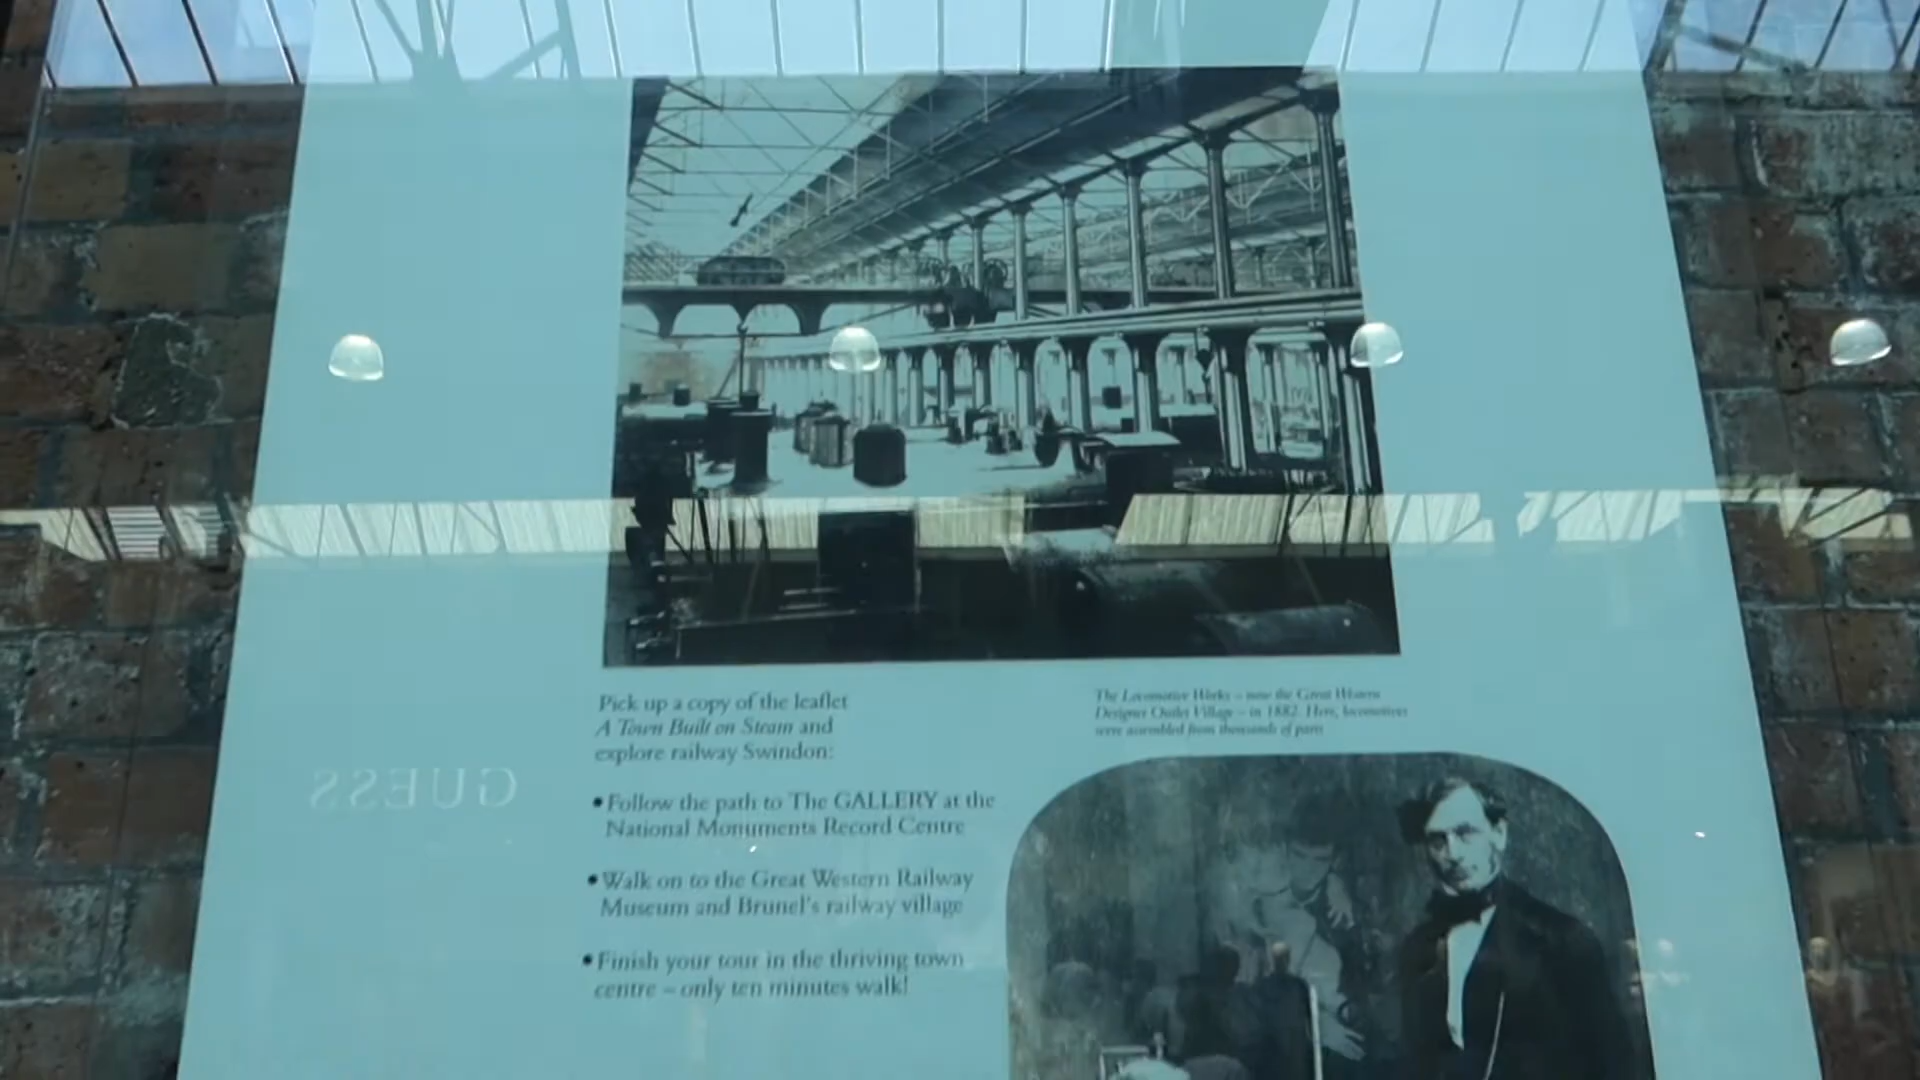 Pick up a copy of the leaflet
A Town Built on Steam and
explore railway Swindon:
• Follow the path to The GALLERY at the
National Monuments Record Centre
• Walk on to the Great Western Railway
Museum and Brunel's railway village
• Finish your tour in the thriving town
centre – only ten minutes walk!
The Locomotive Works – now the Great Western
Designer Outlet Village – in 1882. Here, locomotives
were assembled from thousands of parts
GUESS